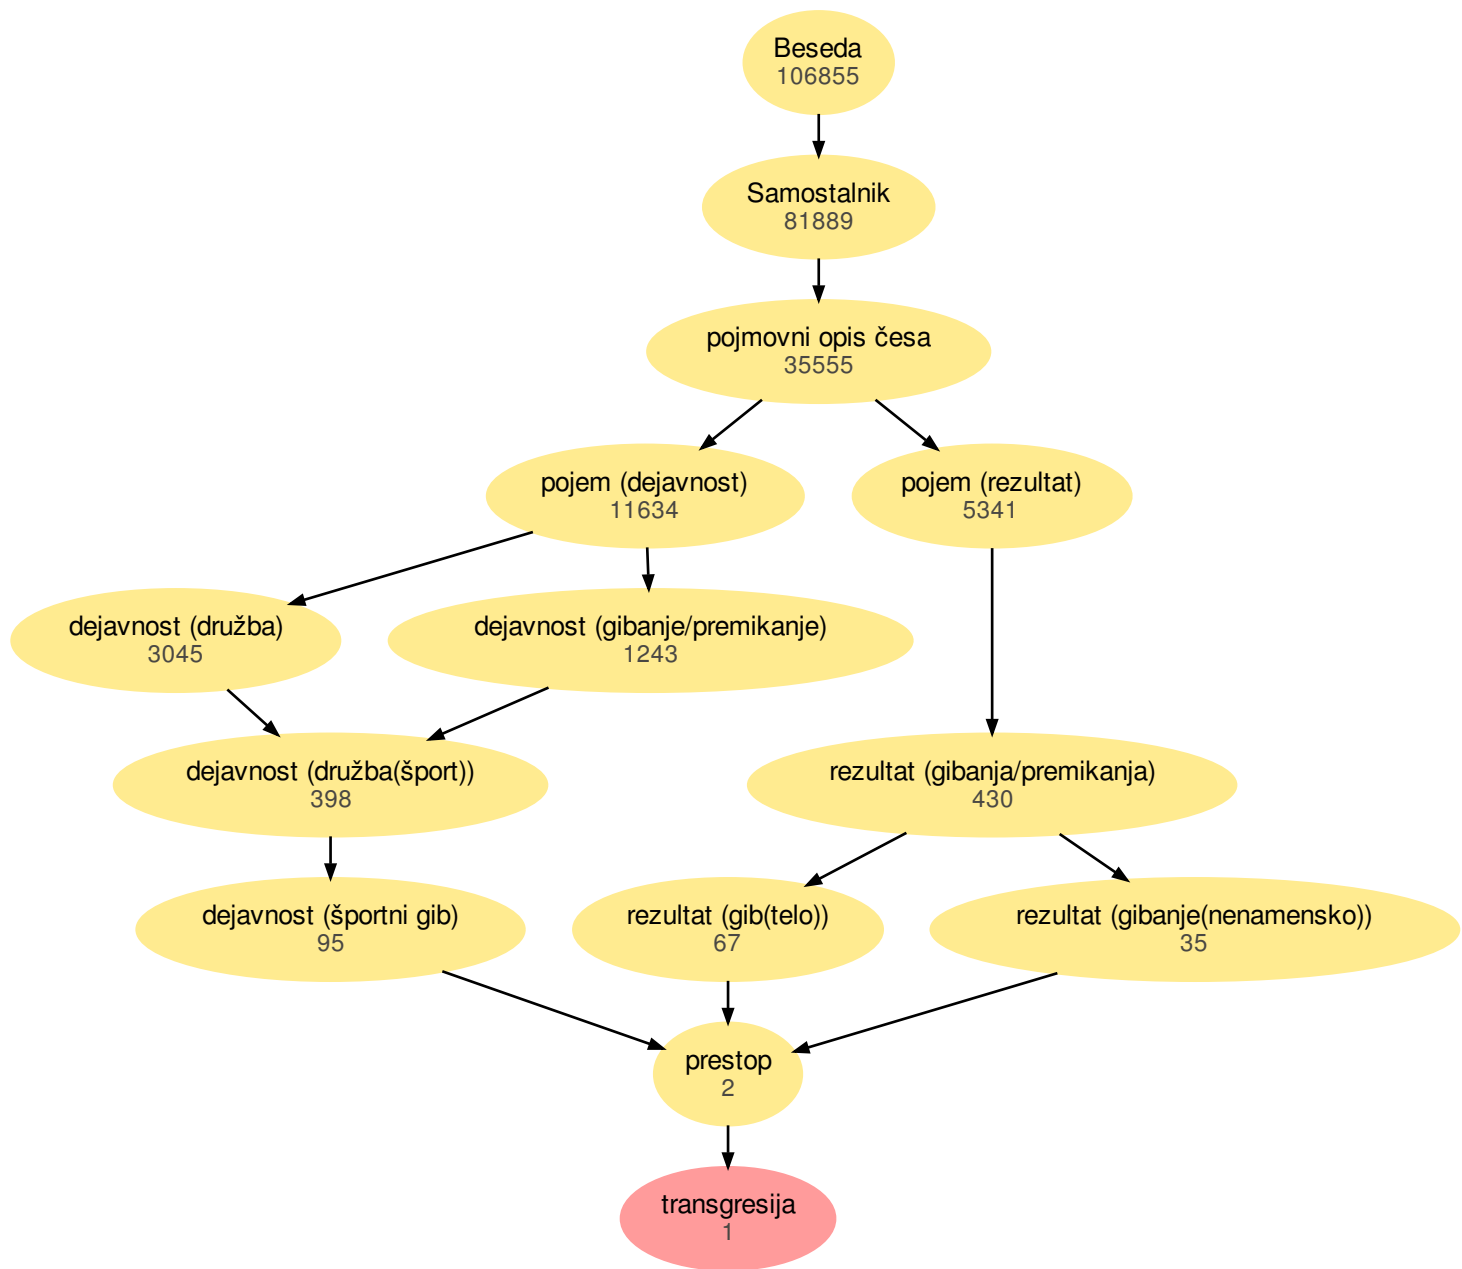 Beseda
106855
Samostalnik
81889
pojmovni opis česa
35555
pojem (dejavnost)
11634
pojem (rezultat)
5341
dejavnost (družba)
3045
dejavnost (gibanje/premikanje)
1243
dejavnost (družba(šport))
398
rezultat (gibanja/premikanja)
430
dejavnost (športni gib)
95
rezultat (gib(telo))
67
rezultat (gibanje(nenamensko))
35
prestop
2
transgresija
1